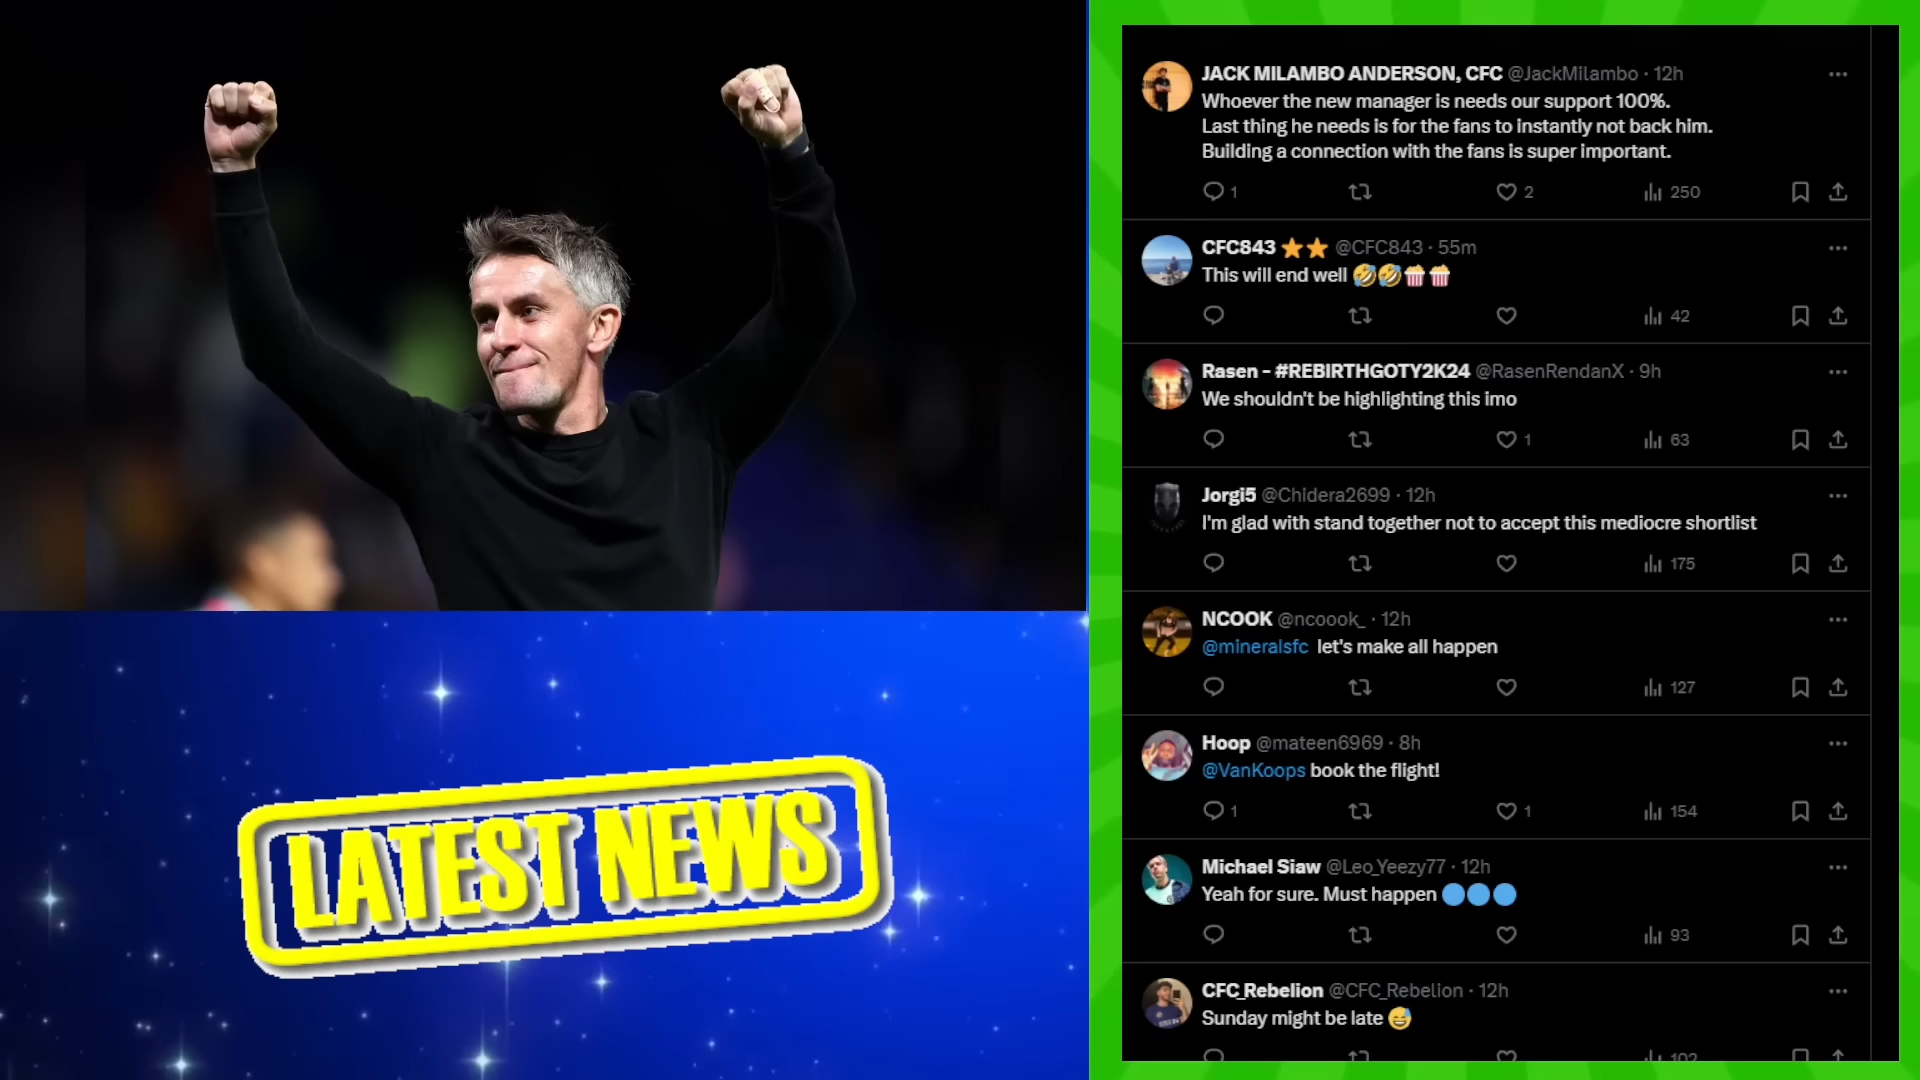 LATEST NEWS
JACK MILAMBO ANDERSON, CFC @JackMilambo · 12h
Whoever the new manager is needs our support 100%.
Last thing he needs is for the fans to instantly not back him.
Building a connection with the fans is super important.
1 2 250
CFC843 ⭐⭐ @CFC843 · 55m
This will end well 🤣🤣🍿🍿
42
Rasen - #REBIRTHGOTY2K24 @RasenRendanX · 9h
We shouldn't be highlighting this imo
1 63
Jorgi5 @Chidera2699 · 12h
I'm glad with stand together not to accept this mediocre shortlist
175
NCOOK @ncoook_ · 12h
@mineralsfc let's make all happen
127
Hoop @mateen6969 · 8h
@VanKoops book the flight!
1 1 154
Michael Siaw @Leo_Yeezy77 · 12h
Yeah for sure. Must happen 🔵🔵🔵
93
CFC_Rebelion @CFC_Rebelion · 12h
Sunday might be late 😅
102